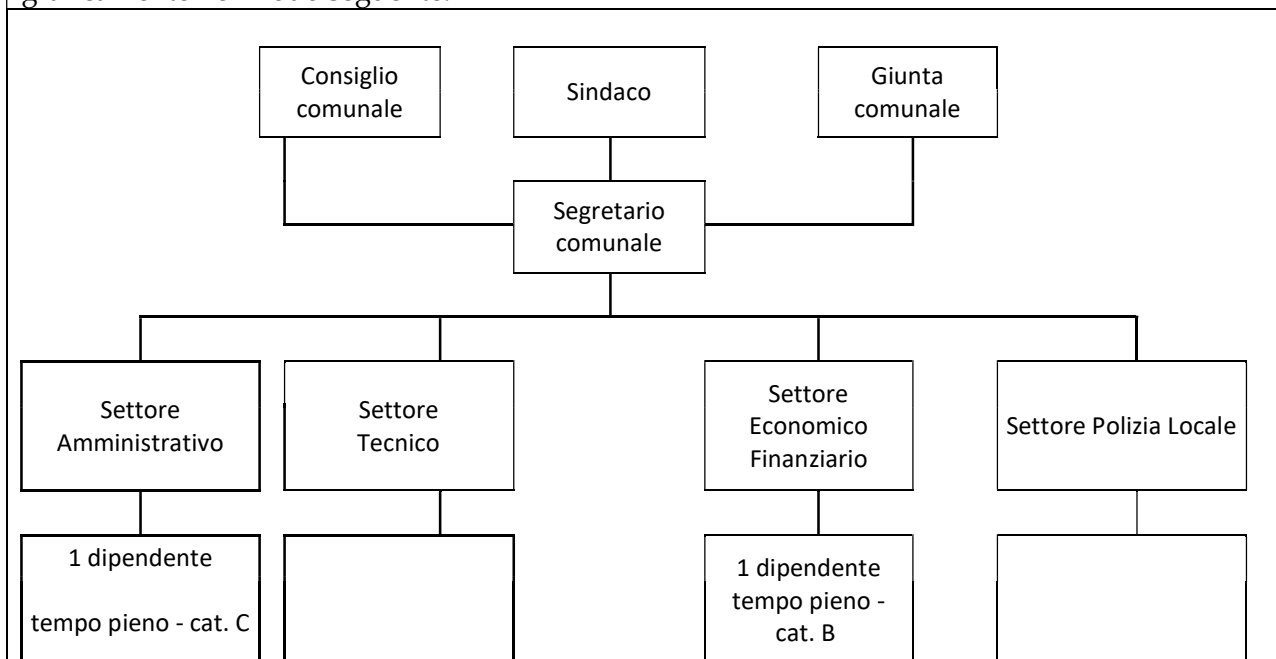 Consiglio
comunale
Sindaco
Giunta
comunale
Segretario
comunale
Settore
Amministrativo
Settore
Tecnico
Settore
Economico
Finanziario
Settore Polizia Locale
1 dipendente
tempo pieno - cat. C
1 dipendente
tempo pieno -
cat. B